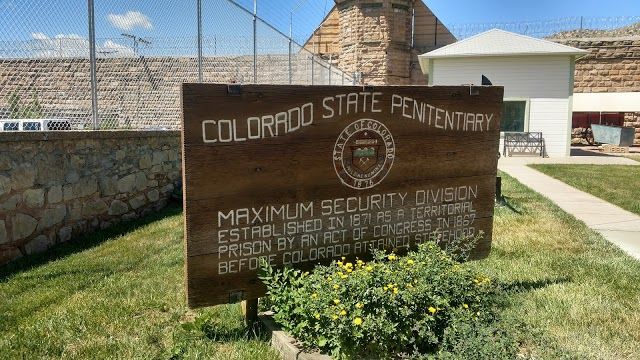 COLORADO STATE PENITENTIARY
STATE OF COLORADO
1876
MAXIMUM SECURITY DIVISION
ESTABLISHED IN 1871 AS A TERRITORIAL
PRISON BY AN ACT OF CONGRESS IN 1867
BEFORE COLORADO ATTAINED